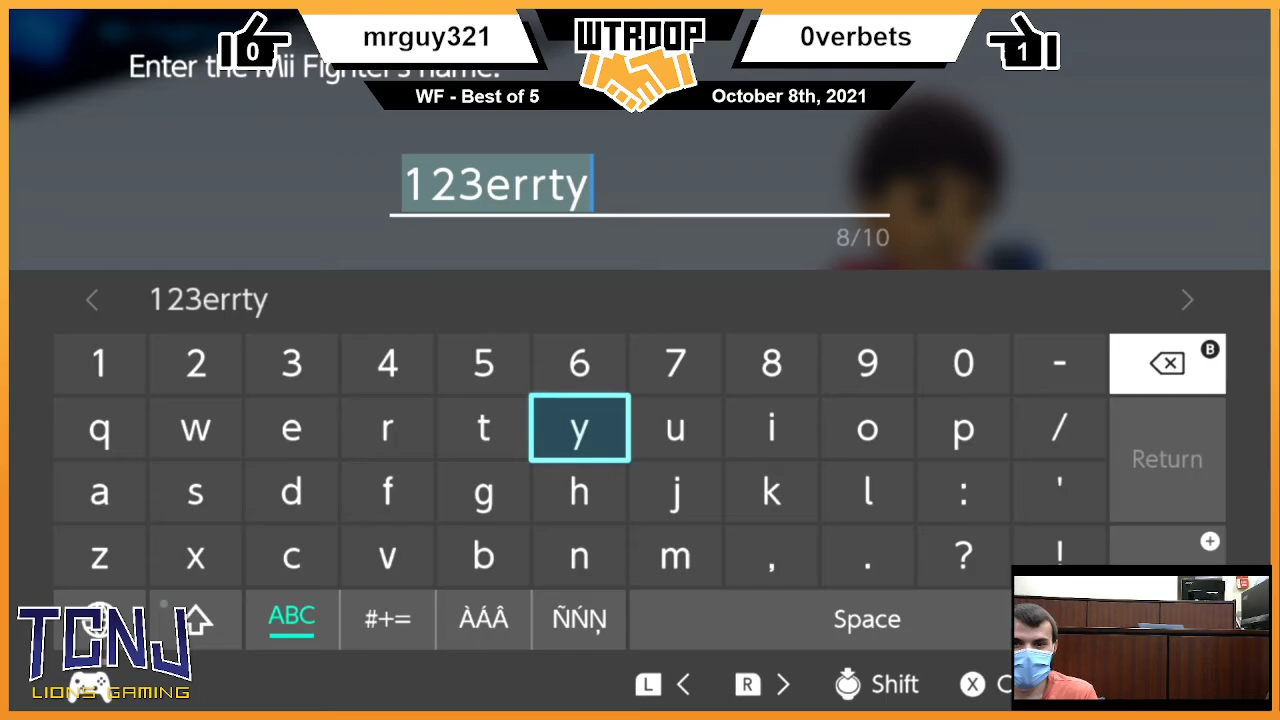 0
mrguy321
WTROOP
0verbets
1
WF - Best of 5
October 8th, 2021
Enter the Mii Fighter's name.
123errty
8/10
123errty
1 2 3 4 5 6 7 8 9 0 - B
q w e r t y u i o p /
Return
a s d f g h j k l : '
z x c v b n m , . ? !
+
ABC #+= ÀÁÂ ÑŃŅ Space
TCNJ
LIONS GAMING
L < R > Shift X